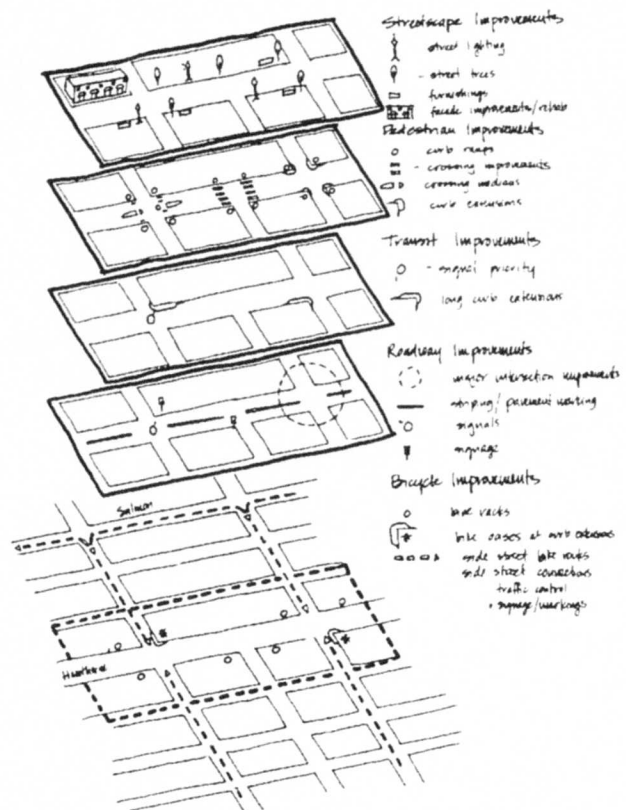 Streetscape Improvements
street lighting
- street trees
furnishings
facade improvements/rehab
Pedestrian Improvements
curb ramps
- crossing improvements
crossing medians
curb extensions
Transit Improvements
- signal priority
long curb extensions
Roadway Improvements
major intersection improvements
striping/pavement marking
signals
signage
Bicycle Improvements
bike racks
bike oases at curb extensions
side street bike routes
side street connections
traffic control
• signage/markings
Salmon
Hawthorne